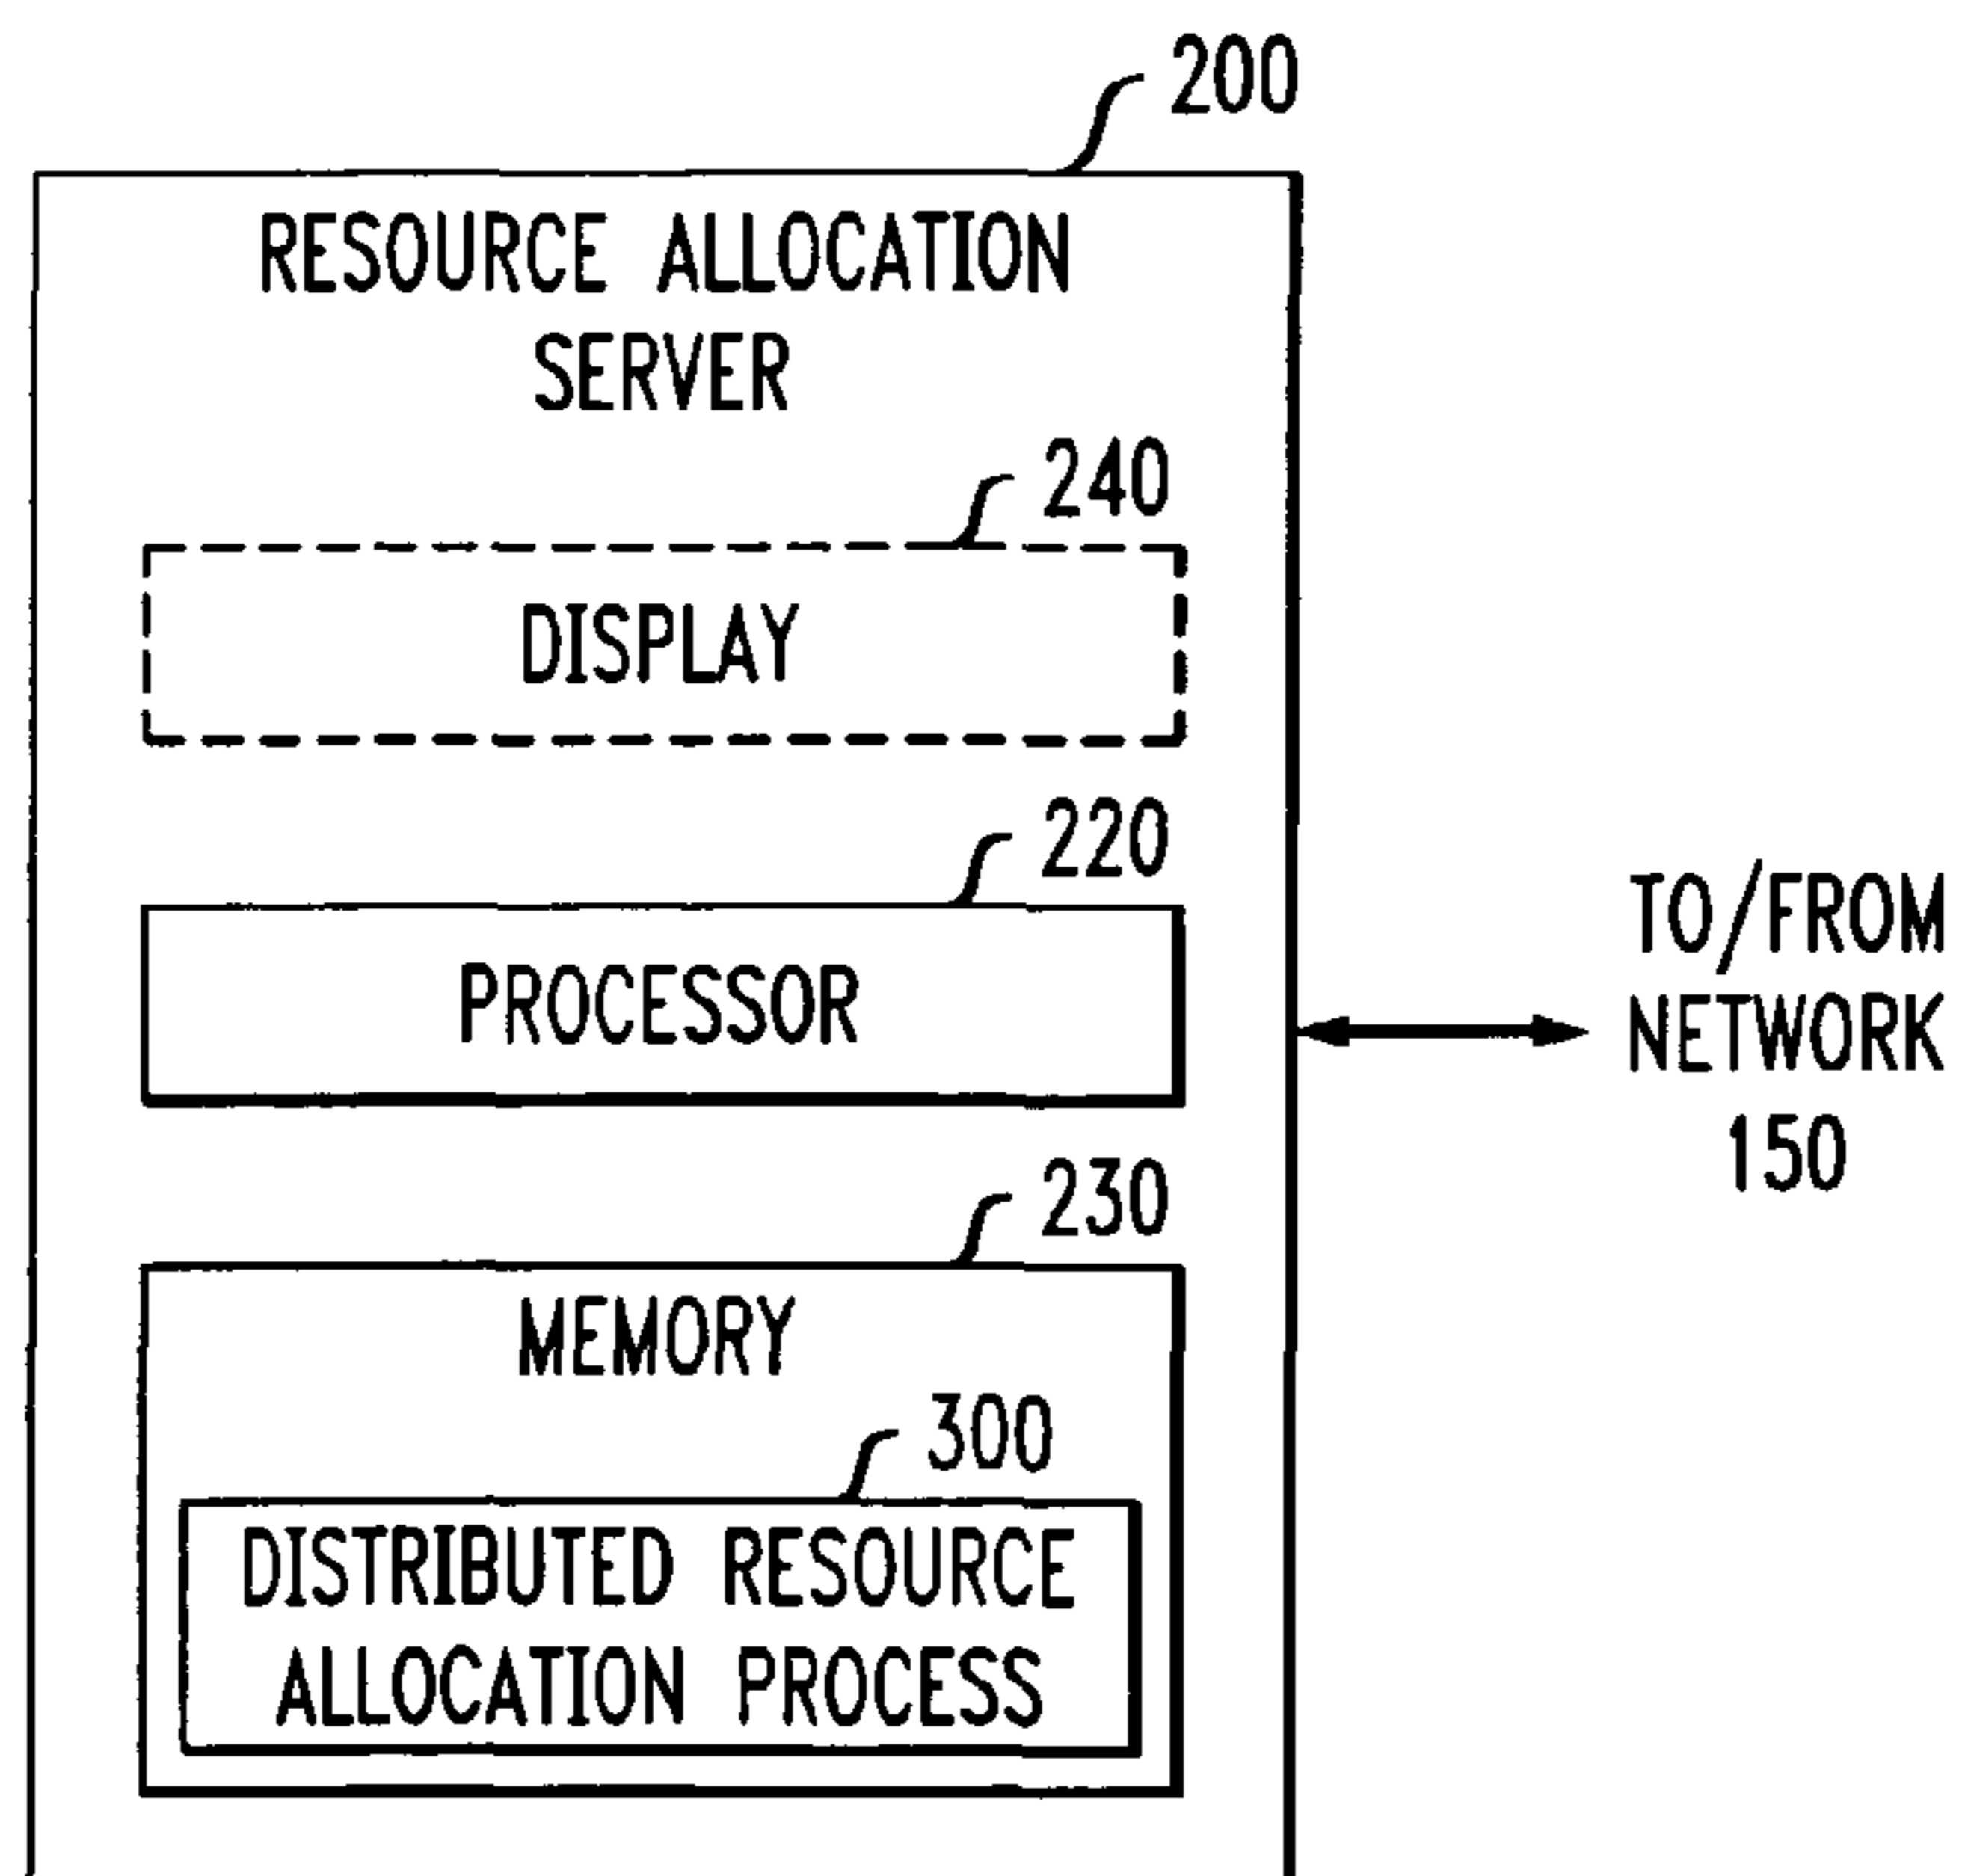 200
RESOURCE ALLOCATION
SERVER
240
DISPLAY
220
PROCESSOR
TO/FROM
NETWORK
150
230
MEMORY
300
DISTRIBUTED RESOURCE
ALLOCATION PROCESS